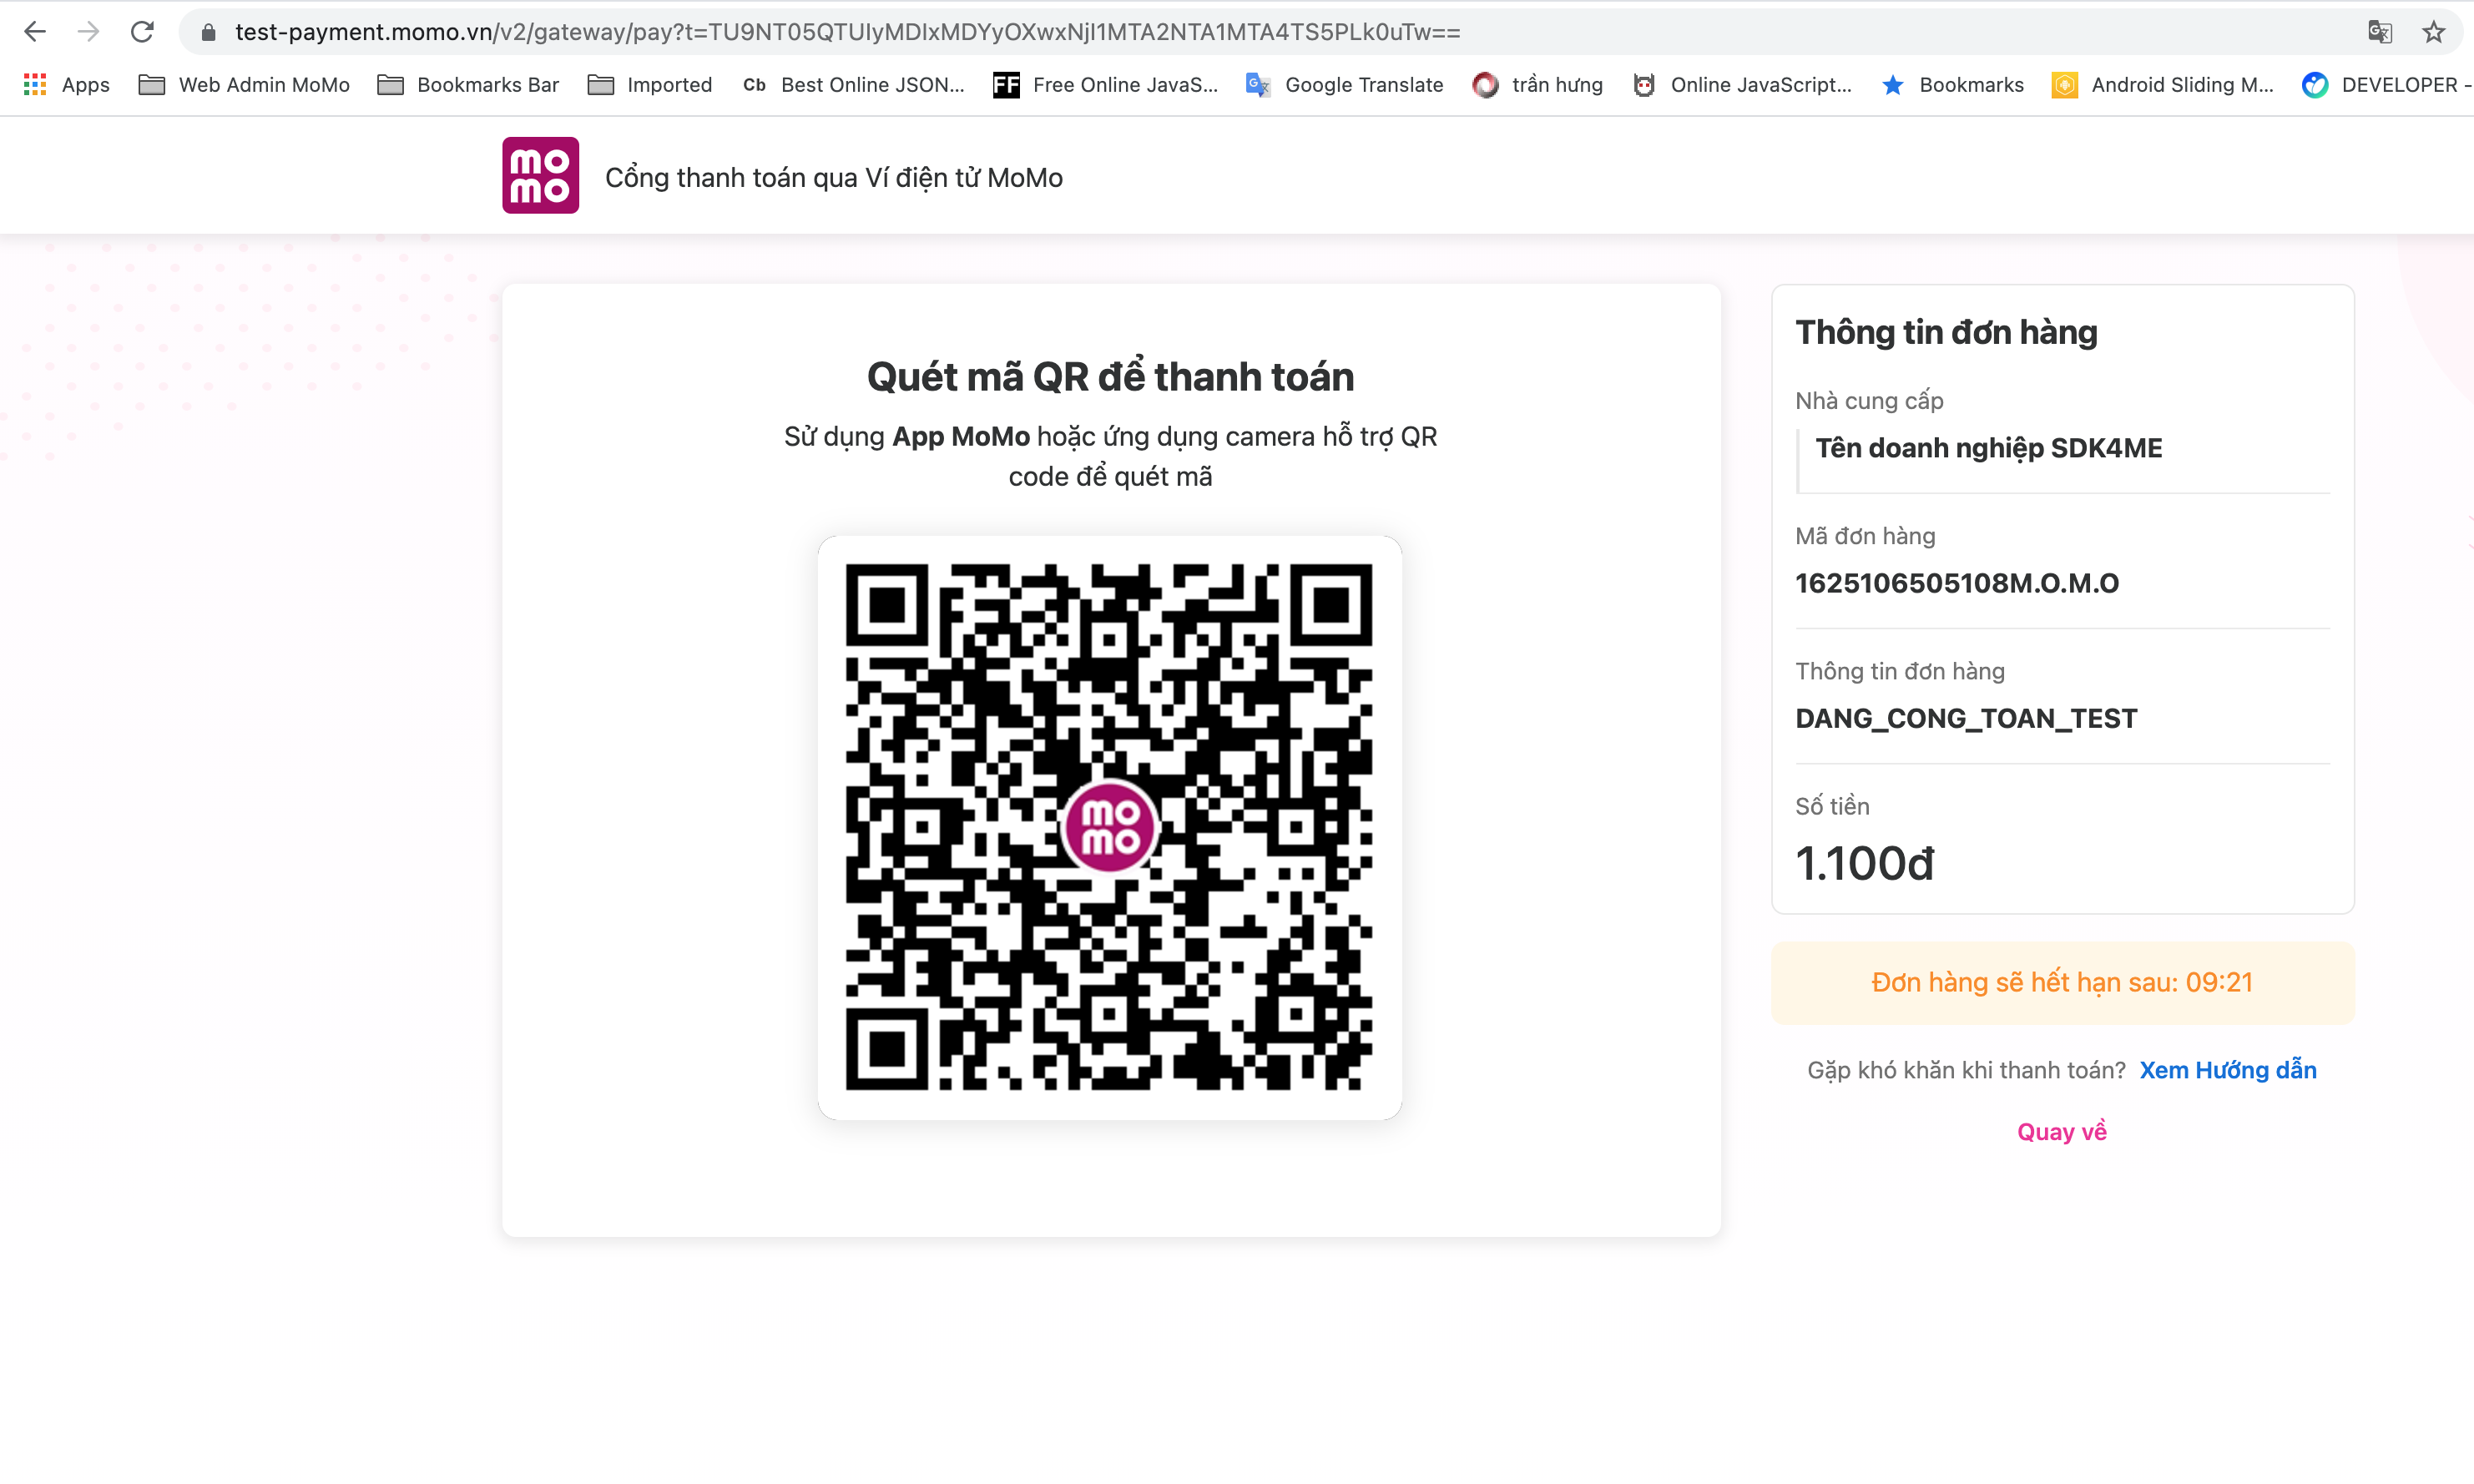 test-payment.momo.vn/v2/gateway/pay?t=TU9NT05QTUIyMDIxMDYyOXwxNjI1MTA2NTA1MTA4TS5PLk0uTw==
Apps Web Admin MoMo Bookmarks Bar Imported Cb Best Online JSON... FF Free Online JavaS... Google Translate trần hưng Online JavaScript... Bookmarks Android Sliding M... DEVELOPER -
mo
mo
Cổng thanh toán qua Ví điện tử MoMo
Quét mã QR để thanh toán
Sử dụng App MoMo hoặc ứng dụng camera hỗ trợ QR
code để quét mã
mo
mo
Thông tin đơn hàng
Nhà cung cấp
Tên doanh nghiệp SDK4ME
Mã đơn hàng
1625106505108M.O.M.O
Thông tin đơn hàng
DANG_CONG_TOAN_TEST
Số tiền
1.100đ
Đơn hàng sẽ hết hạn sau: 09:21
Gặp khó khăn khi thanh toán? Xem Hướng dẫn
Quay về